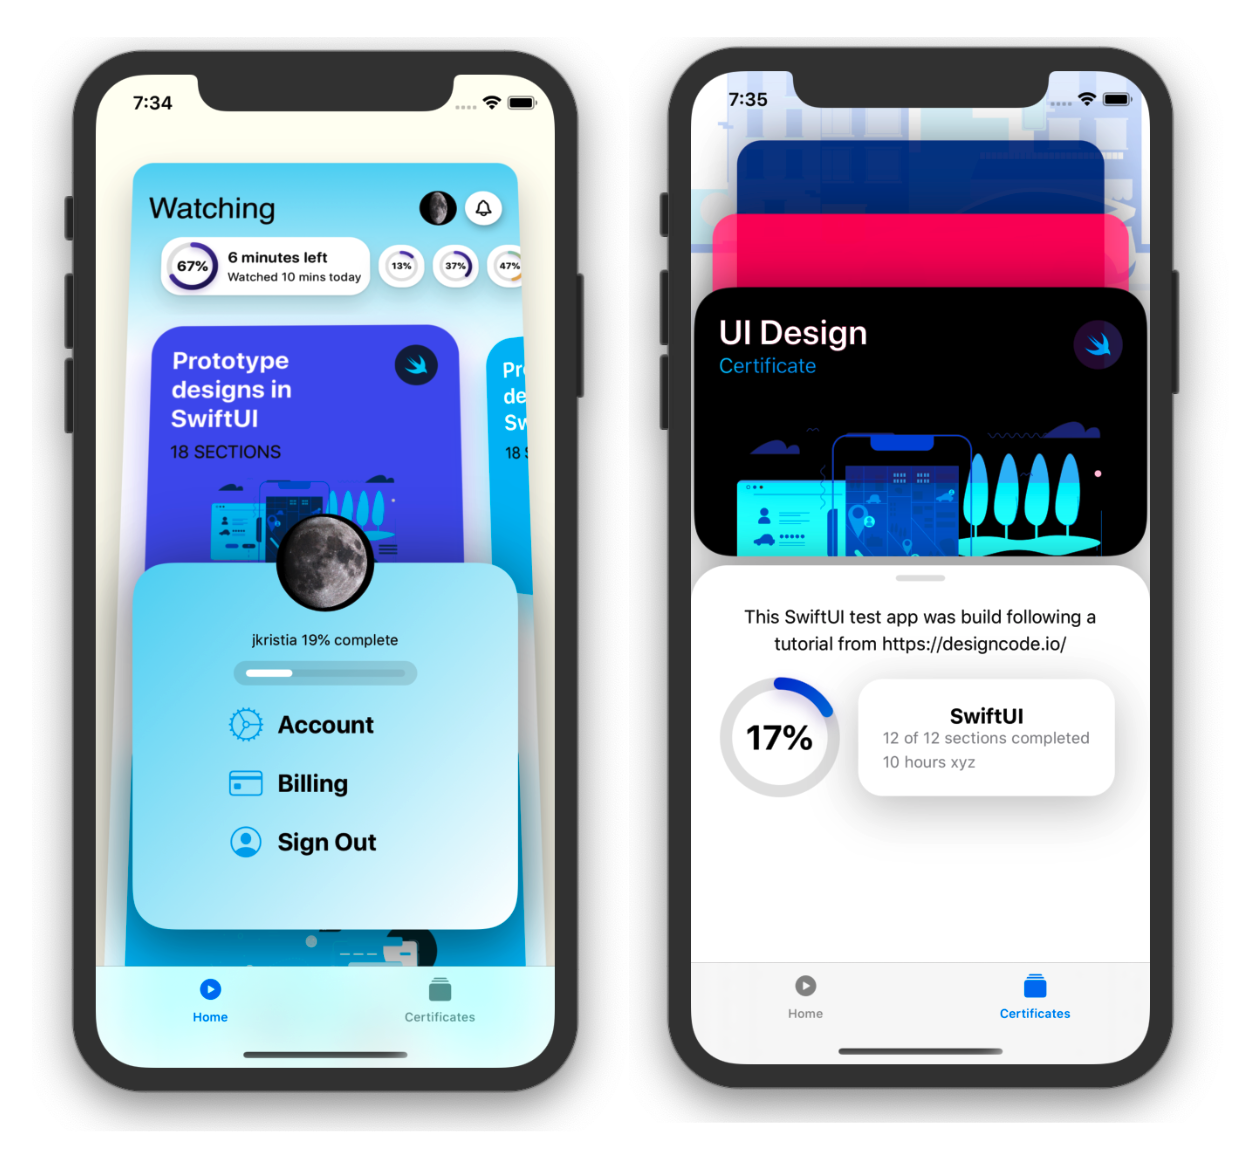 7:34
Watching
67%
6 minutes left
Watched 10 mins today
13%
37%
47%
Prototype
designs in
SwiftUI
18 SECTIONS
Pr
de
Sw
18
jkristia 19% complete
Account
Billing
Sign Out
Home
Certificates
7:35
UI Design
Certificate
This SwiftUI test app was build following a
tutorial from https://designcode.io/
17%
SwiftUI
12 of 12 sections completed
10 hours xyz
Home
Certificates